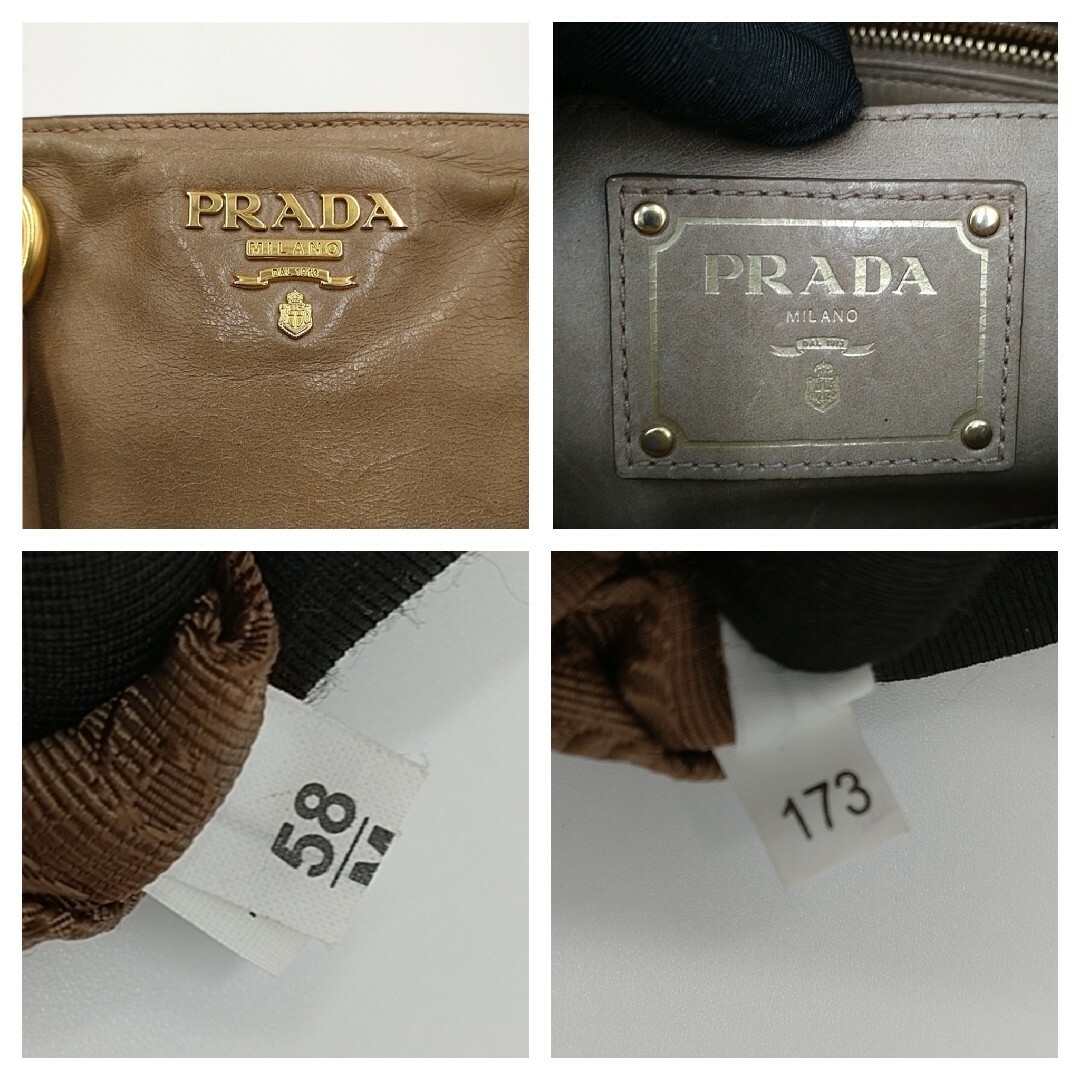 PRADA
MILANO
DAL 1913
PRADA
MILANO
DAL 1913
58
M
173